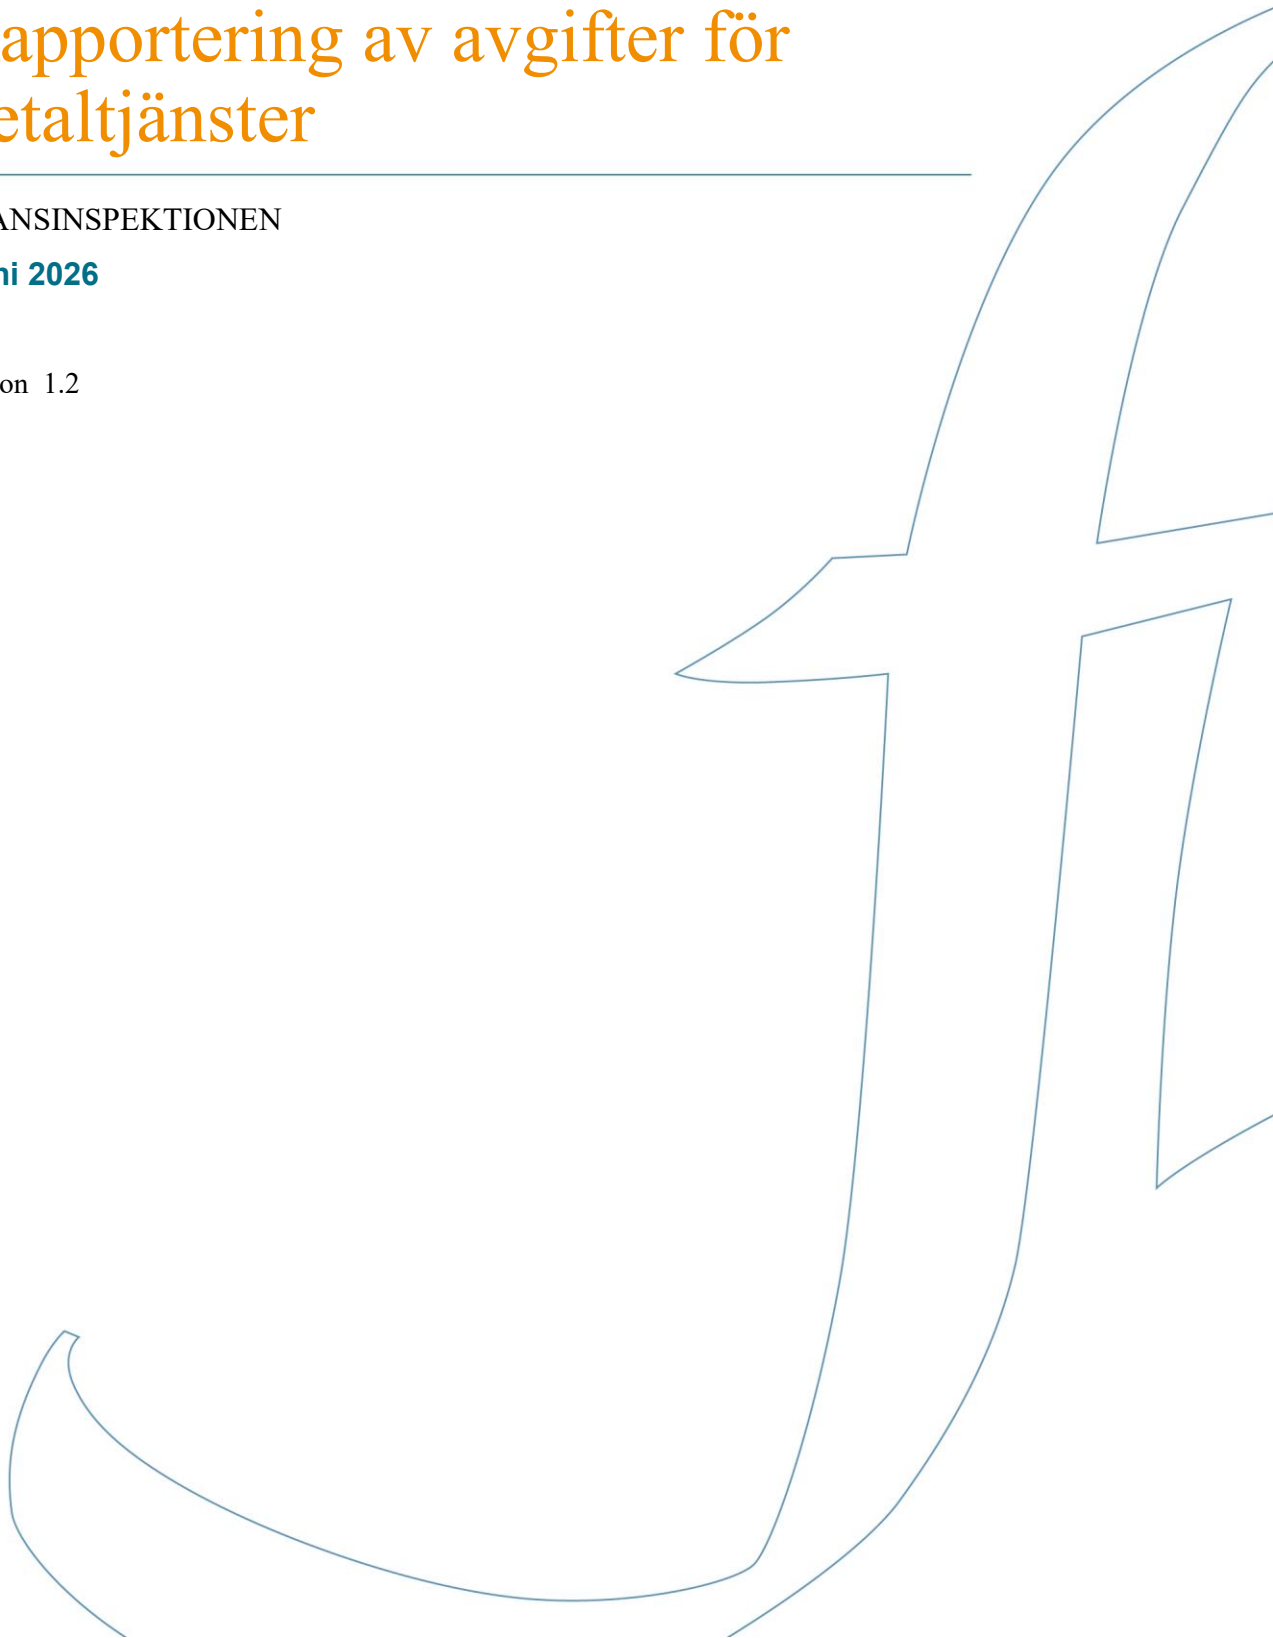 apportering av avgifter för
etaltjänster
ANSINSPEKTIONEN
ni 2026
on 1.2